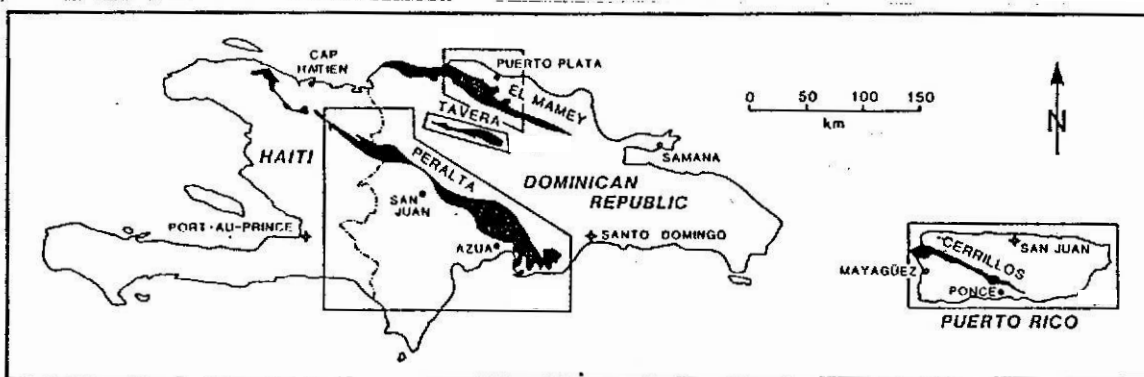 CAP
HAITIEN
PUERTO PLATA
EL MAMEY
TAVERA
0 50 100 150
km
N
HAITI
PERALTA
SAMANA
DOMINICAN
REPUBLIC
SAN
JUAN
PORT-AU-PRINCE
AZUA
SANTO DOMINGO
CERRILLOS
SAN JUAN
MAYAGÜEZ
PONCE
PUERTO RICO